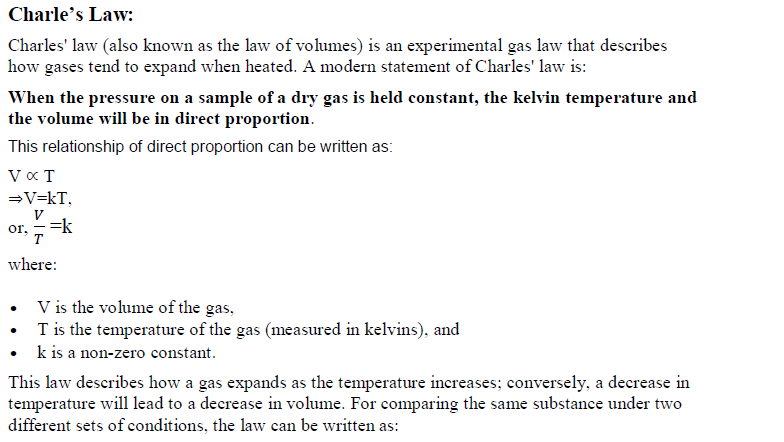 Charle’s Law:
Charles' law (also known as the law of volumes) is an experimental gas law that describes
how gases tend to expand when heated. A modern statement of Charles' law is:
When the pressure on a sample of a dry gas is held constant, the kelvin temperature and
the volume will be in direct proportion.
This relationship of direct proportion can be written as:
V ∝ T
⇒V=kT,
or, V/T =k
where:
• V is the volume of the gas,
• T is the temperature of the gas (measured in kelvins), and
• k is a non-zero constant.
This law describes how a gas expands as the temperature increases; conversely, a decrease in
temperature will lead to a decrease in volume. For comparing the same substance under two
different sets of conditions, the law can be written as: